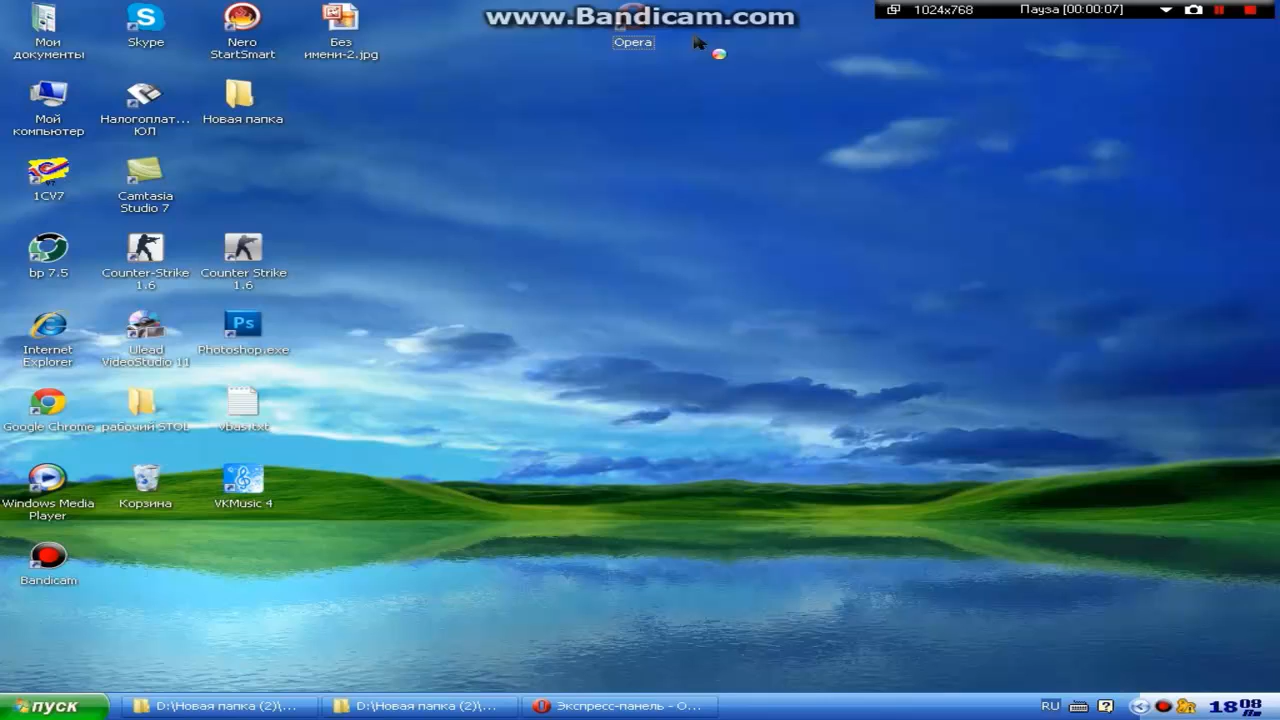 www.Bandicam.com
1024x768
Пауза [00:00:07]
Мои документы
Skype
Nero StartSmart
Без имени-2.jpg
Opera
Мой компьютер
Налогоплат... ЮЛ
Новая папка
1CV7
Camtasia Studio 7
bp 7.5
Counter-Strike 1.6
Counter Strike 1.6
Internet Explorer
Ulead VideoStudio 11
Photoshop.exe
Google Chrome
рабочий STOL
vbas.txt
Windows Media Player
Корзина
VKMusic 4
Bandicam
пуск
D:\Новая папка (2)\...
D:\Новая папка (2)\...
Экспресс-панель - O...
RU
18 08